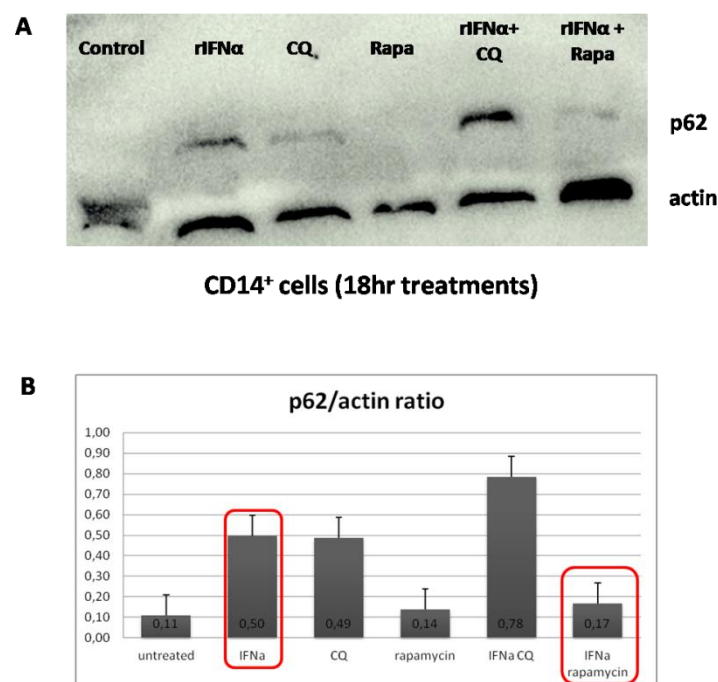 A
Control rIFNα CQ Rapa rIFNα+ CQ rIFNα + Rapa
p62
actin
CD14⁺ cells (18hr treatments)
B
p62/actin ratio
1,00
0,90
0,80
0,70
0,60
0,50
0,40
0,30
0,20
0,10
0,00
0,11 0,50 0,49 0,14 0,78 0,17
untreated IFNa CQ rapamycin IFNa CQ IFNa
rapamycin